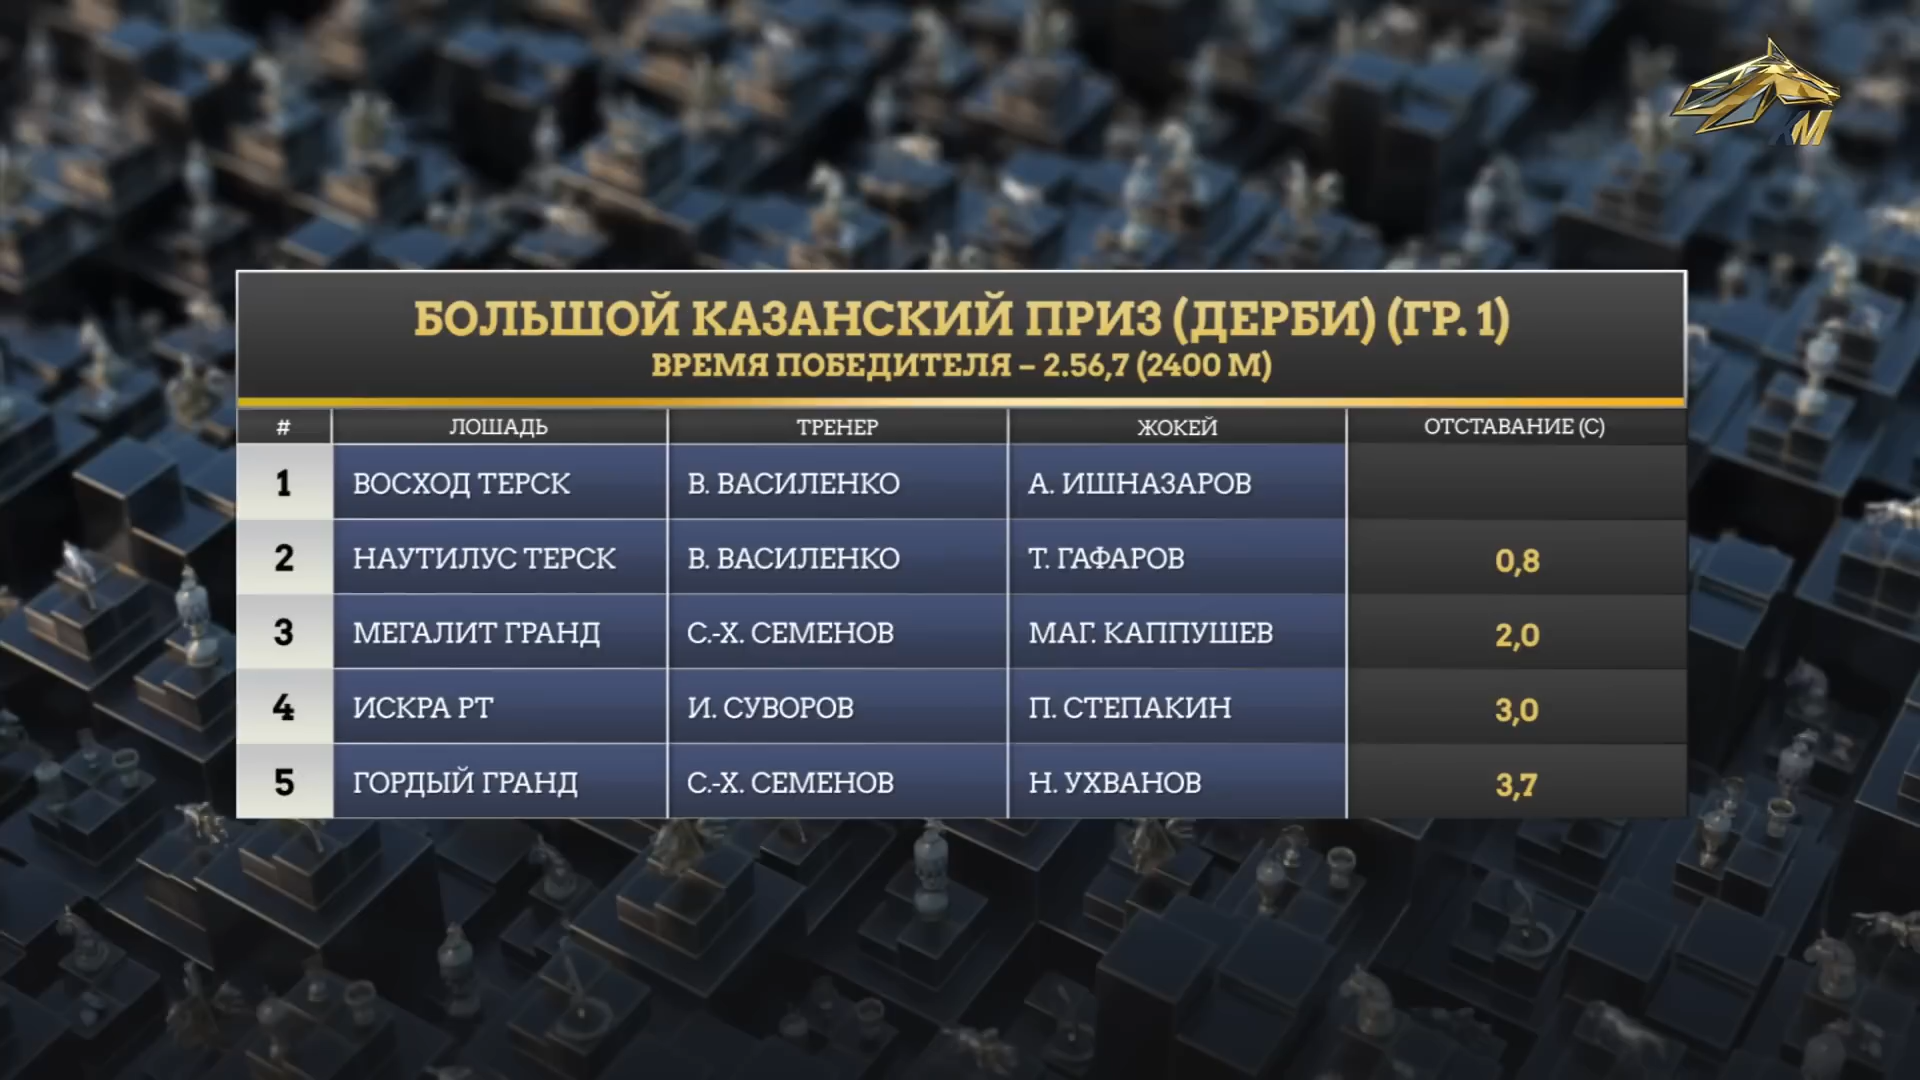 КМ
БОЛЬШОЙ КАЗАНСКИЙ ПРИЗ (ДЕРБИ) (ГР. 1)
ВРЕМЯ ПОБЕДИТЕЛЯ – 2.56,7 (2400 М)
# ЛОШАДЬ ТРЕНЕР ЖОКЕЙ ОТСТАВАНИЕ (С)
1 ВОСХОД ТЕРСК В. ВАСИЛЕНКО А. ИШНАЗАРОВ
2 НАУТИЛУС ТЕРСК В. ВАСИЛЕНКО Т. ГАФАРОВ 0,8
3 МЕГАЛИТ ГРАНД С.-Х. СЕМЕНОВ МАГ. КАППУШЕВ 2,0
4 ИСКРА РТ И. СУВОРОВ П. СТЕПАКИН 3,0
5 ГОРДЫЙ ГРАНД С.-Х. СЕМЕНОВ Н. УХВАНОВ 3,7